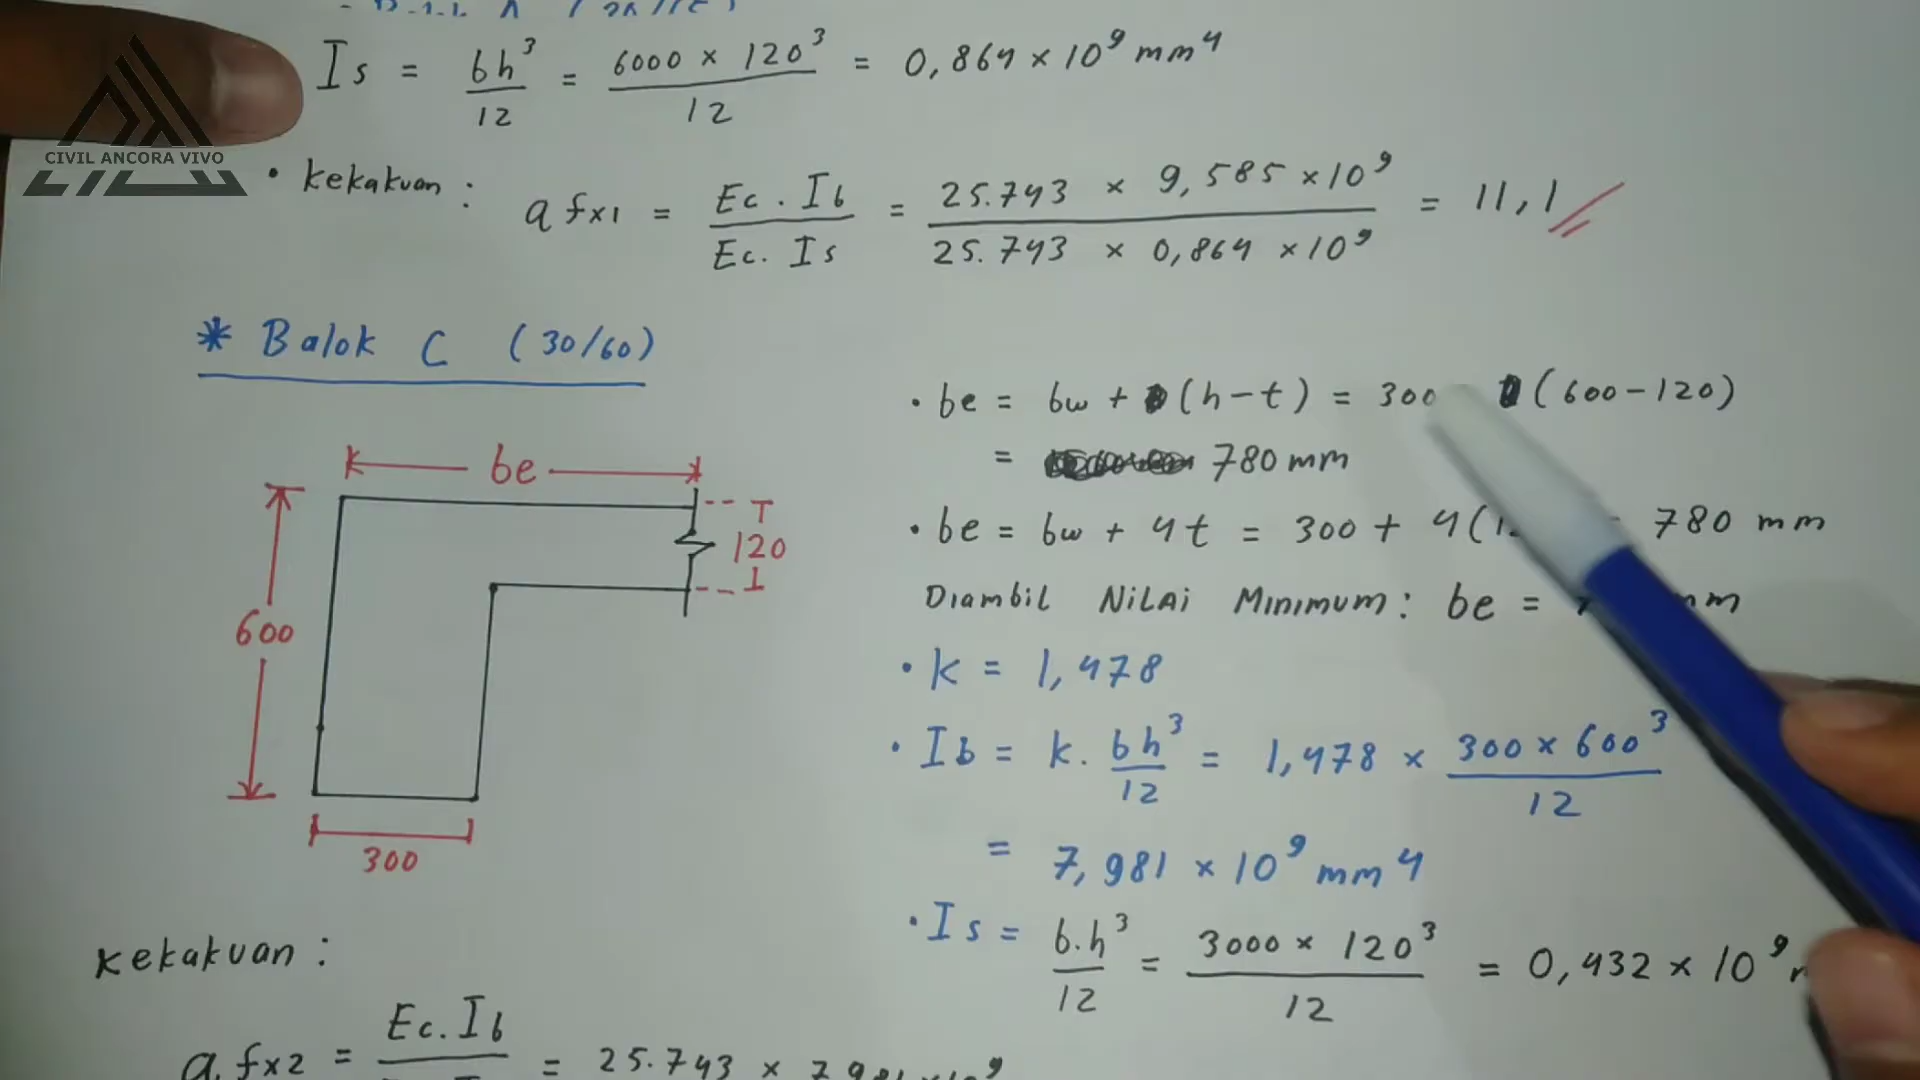 Is = bh³/12 = 6000 × 120³/12 = 0,864 × 10⁹ mm⁴
CIVIL ANCORA VIVO
• Kekakuan : αfx1 = Ec . Ib/Ec. Is = 25.743 × 9,585 × 10⁹/25.743 × 0,864 × 10⁹ = 11,1
* Balok C (30/60)
• be = bw + (h-t) = 300 (600-120)
= 780 mm
• be = bw + 4t = 300 + 4( 780 mm
Diambil Nilai Minimum: be = mm
• k = 1,478
• Ib = k. bh³/12 = 1,478 × 300 × 600³/12
= 7,981 × 10⁹ mm4
• Is = b.h³/12 = 3000 × 120³/12 = 0,432 × 10⁹
be
T
120
I
600
300
Kekakuan :
αfx2 = Ec. Ib = 25.743 × 7,981 × 10⁹